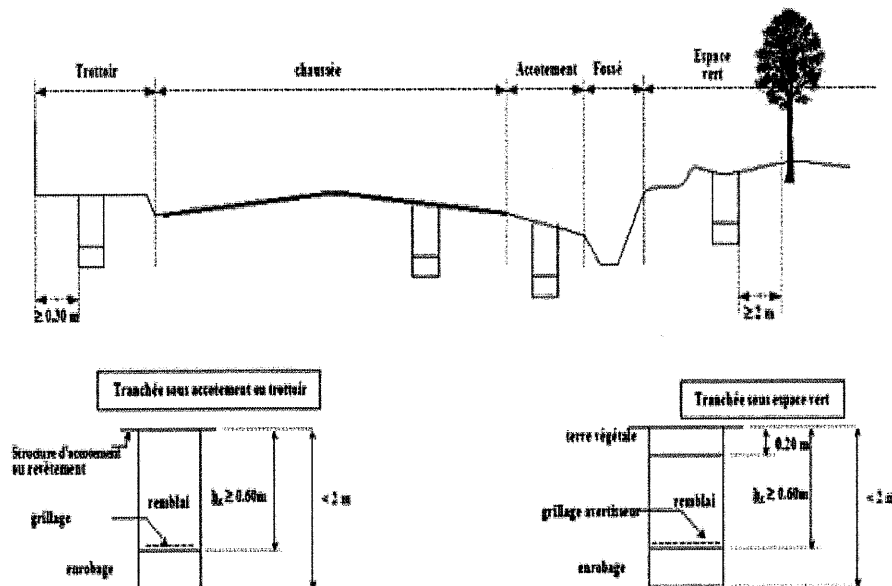 Trottoir
chaussée
Accotement
Fossé
Espace
vert
≥ 0.30 m
≥ 2 m
Tranchée sous accotement ou trottoir
Structure d'accotement
ou revêtement
remblai
grillage
enrobage
≥ 0.60m
< 2 m
Tranchée sous espace vert
terre végétale
0.20 m
remblai
grillage avertisseur
enrobage
≥ 0.60m
< 2 m